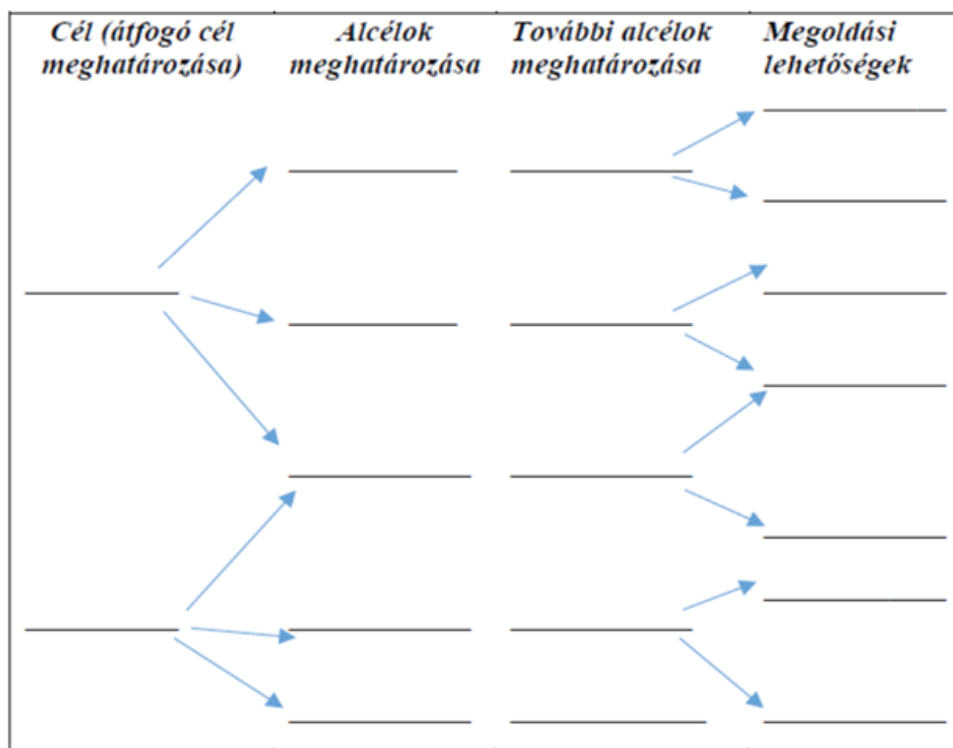 Cél (átfogó cél
meghatározása)
Alcélok
meghatározása
További alcélok
meghatározása
Megoldási
lehetőségek